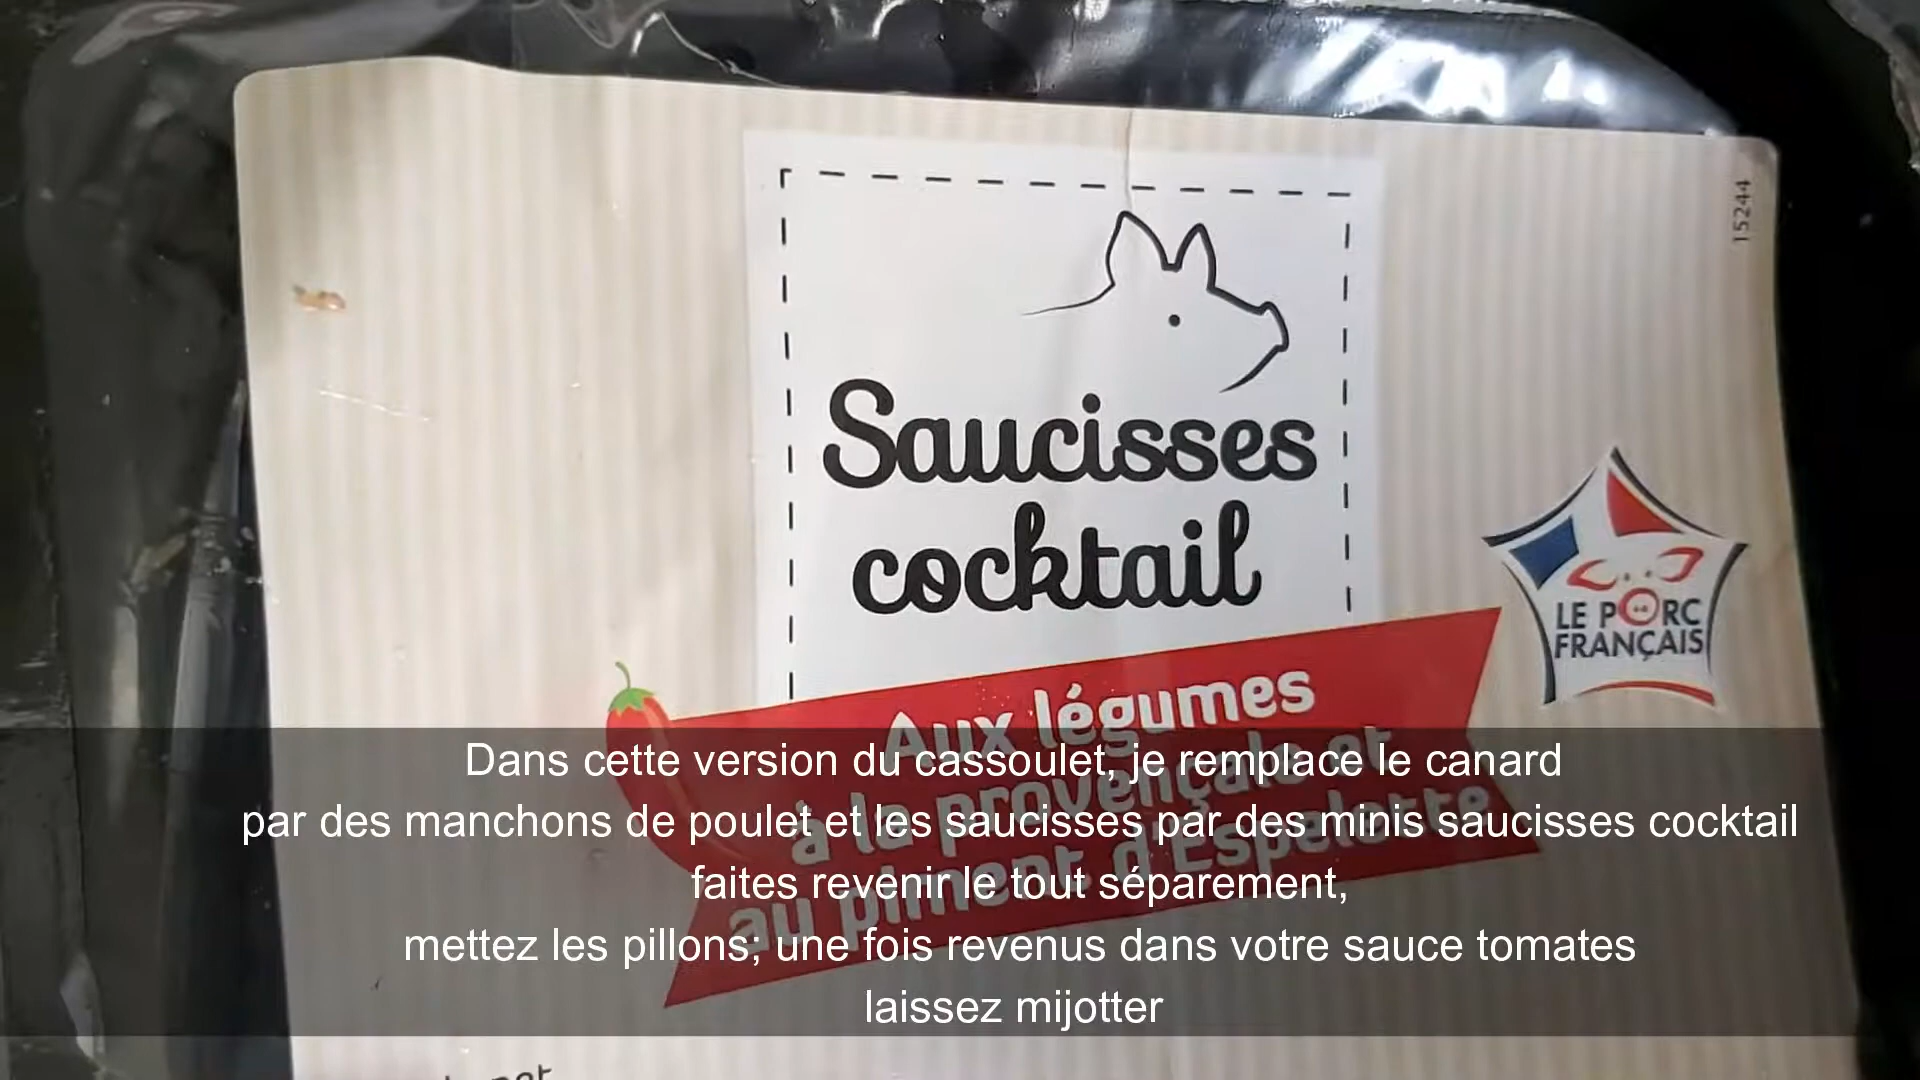 15244
Saucisses
cocktail
LE PORC
FRANÇAIS
Aux légumes
à la provençale et
au piment d'Espelette
Dans cette version du cassoulet, je remplace le canard
par des manchons de poulet et les saucisses par des minis saucisses cocktail
faites revenir le tout séparement,
mettez les pillons; une fois revenus dans votre sauce tomates
laissez mijotter